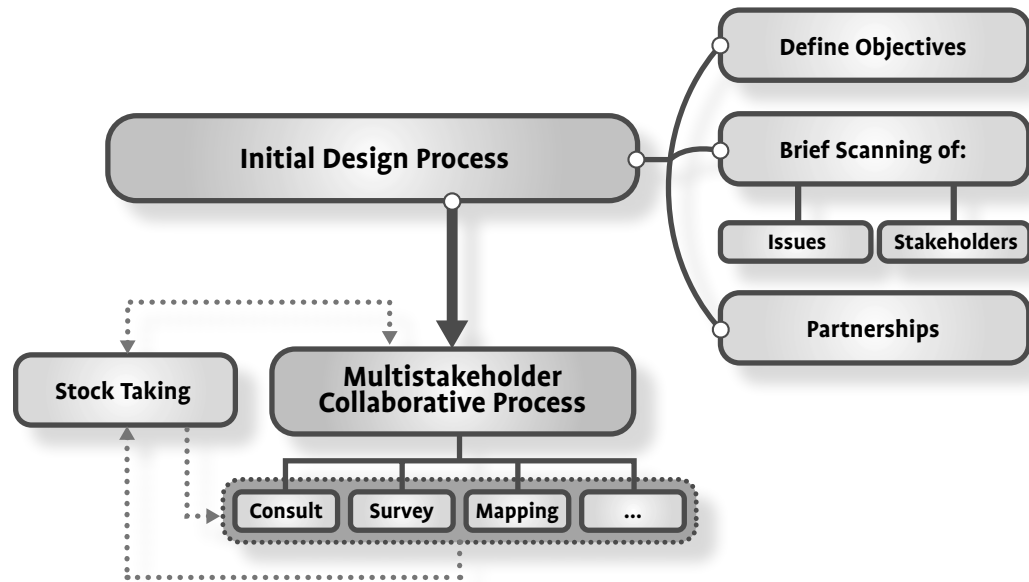 Define Objectives
Initial Design Process
Brief Scanning of:
Issues
Stakeholders
Partnerships
Stock Taking
Multistakeholder
Collaborative Process
Consult
Survey
Mapping
...